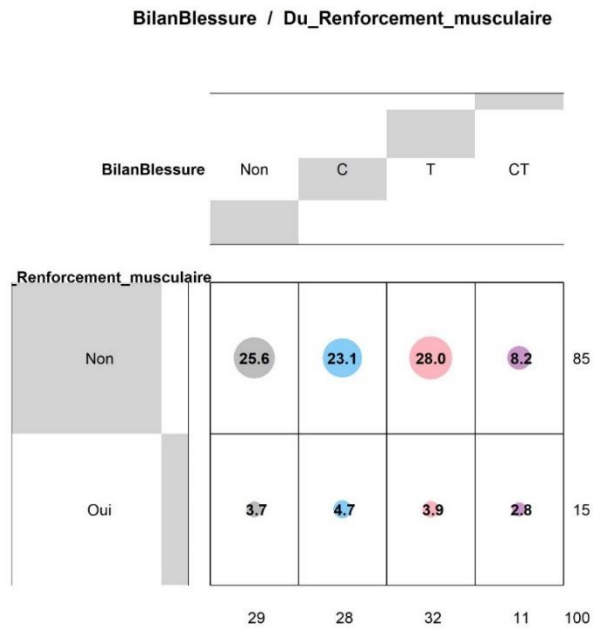 BilanBlessure / Du_Renforcement_musculaire
BilanBlessure Non C T CT
_Renforcement_musculaire
Non 25.6 23.1 28.0 8.2 85
Oui 3.7 4.7 3.9 2.8 15
29 28 32 11 100